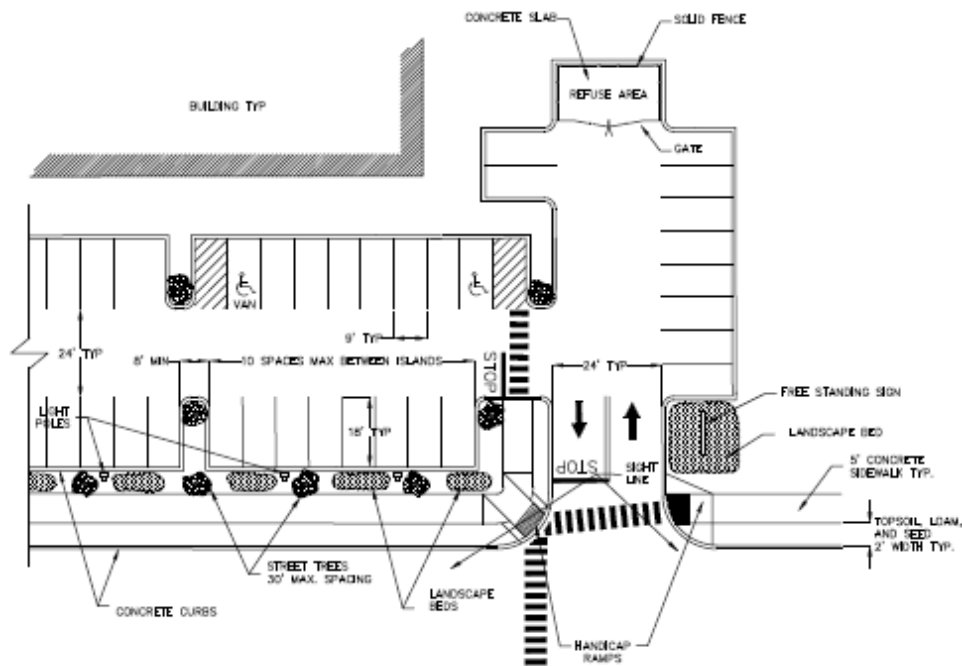 CONCRETE SLAB
SOLID FENCE
REFUSE AREA
BUILDING TYP
GATE
VAN
9' TYP
24' TYP
8' MIN
10 SPACES MAX BETWEEN ISLANDS
STOP
24' TYP
FREE STANDING SIGN
LIGHT
POLES
18' TYP
LANDSCAPE BED
STOP
SIGHT
LINE
5' CONCRETE
SIDEWALK TYP.
TOPSOIL, LOAM,
AND SEED
2' WIDTH TYP.
STREET TREES
30' MAX. SPACING
LANDSCAPE
BEDS
CONCRETE CURBS
HANDICAP
RAMPS